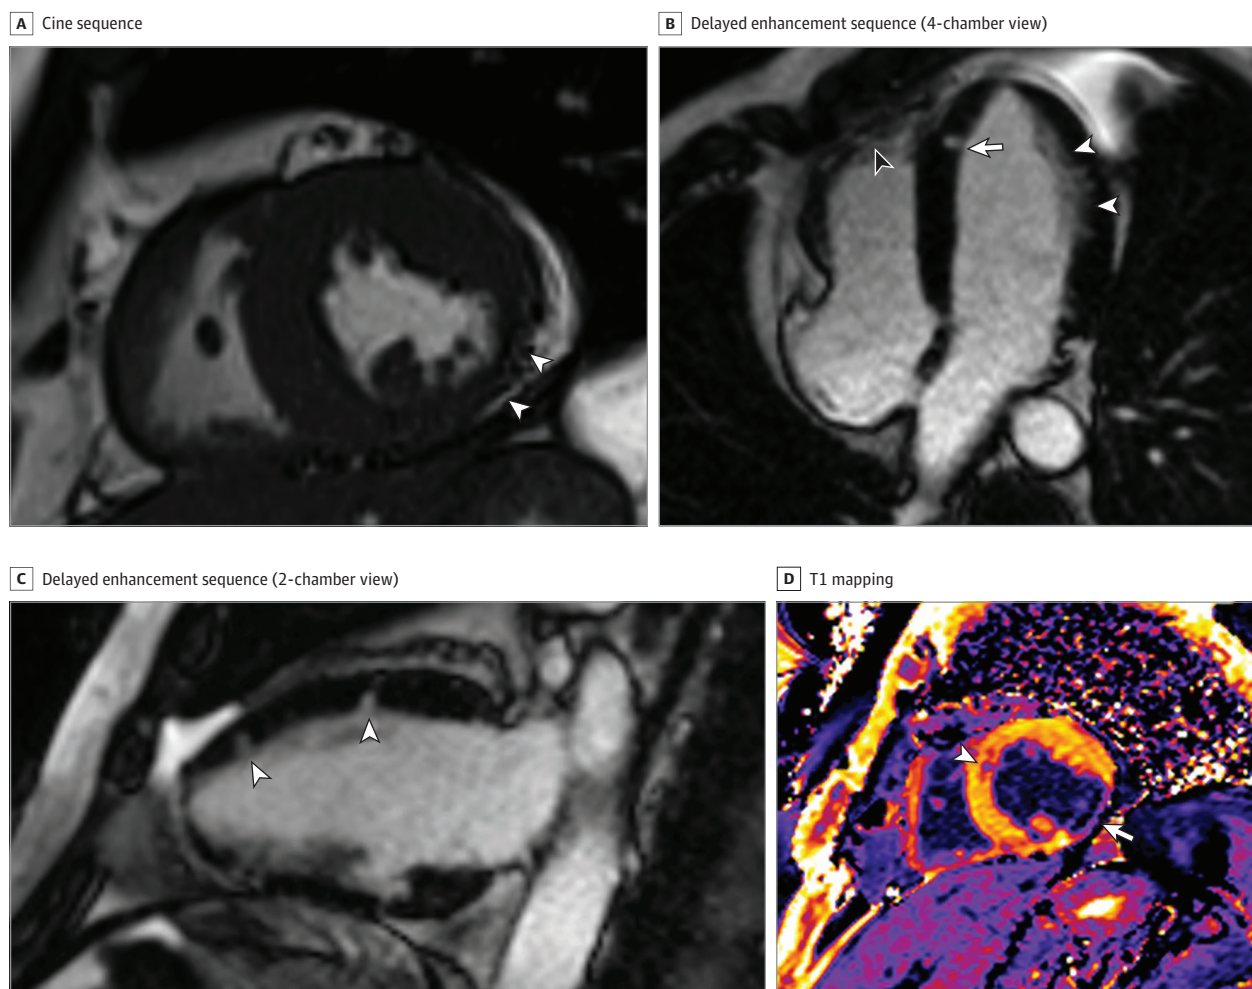 A Cine sequence
B Delayed enhancement sequence (4-chamber view)
C Delayed enhancement sequence (2-chamber view)
D T1 mapping